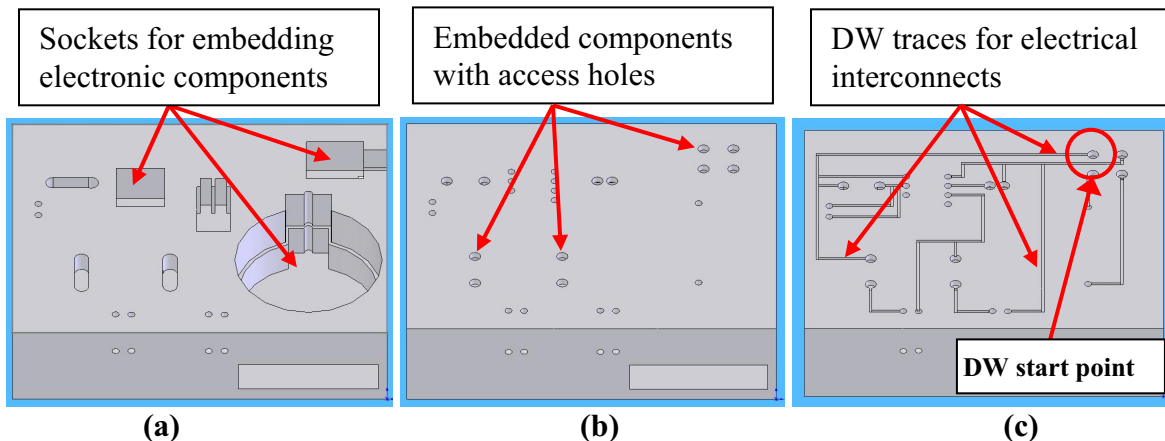 Sockets for embedding
electronic components
Embedded components
with access holes
DW traces for electrical
interconnects
DW start point
(a)
(b)
(c)